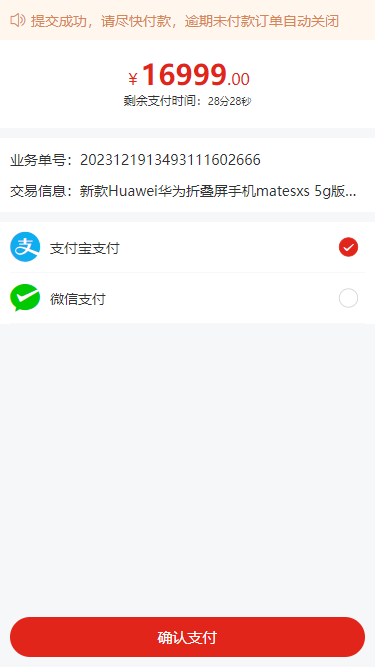 提交成功，请尽快付款，逾期未付款订单自动关闭
¥16999.00
剩余支付时间：28分28秒
业务单号：2023121913493111602666
交易信息：新款Huawei华为折叠屏手机matesxs 5g版...
支付宝支付
微信支付
确认支付